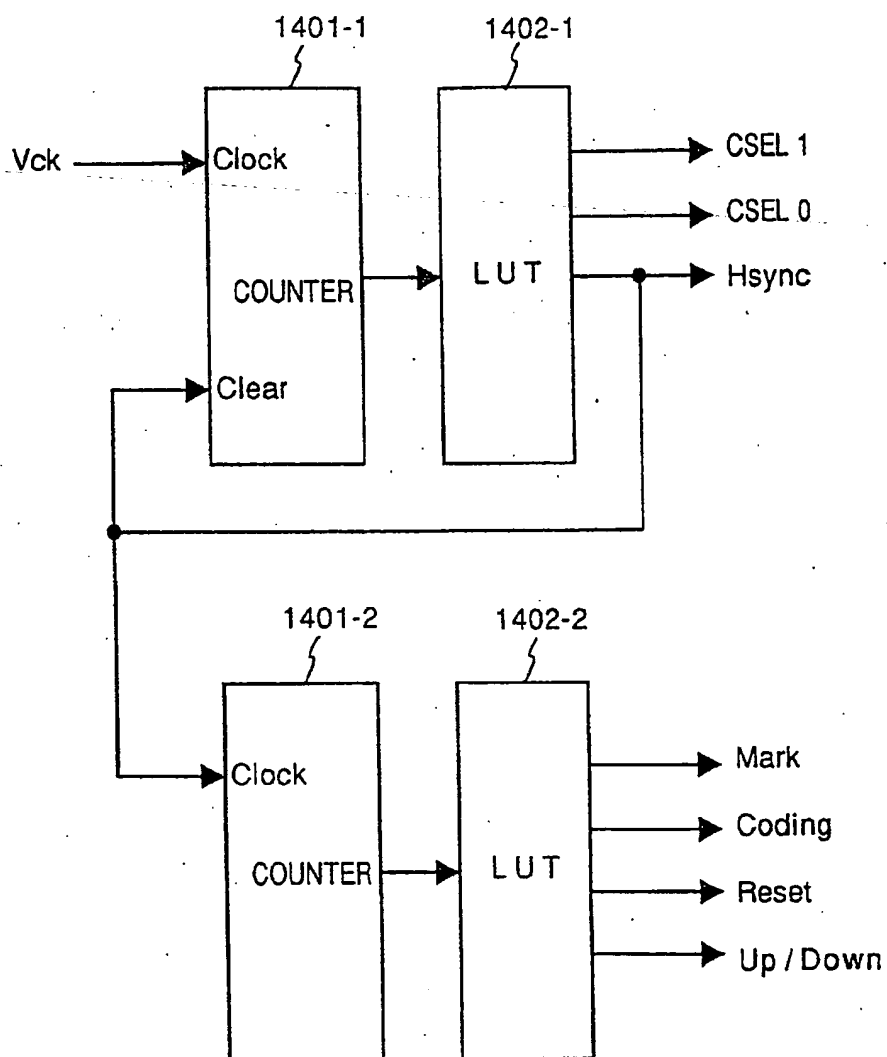 1401-1
1402-1
Vck
Clock
CSEL 1
CSEL 0
COUNTER
LUT
Hsync
Clear
1401-2
1402-2
Clock
Mark
Coding
COUNTER
LUT
Reset
Up / Down